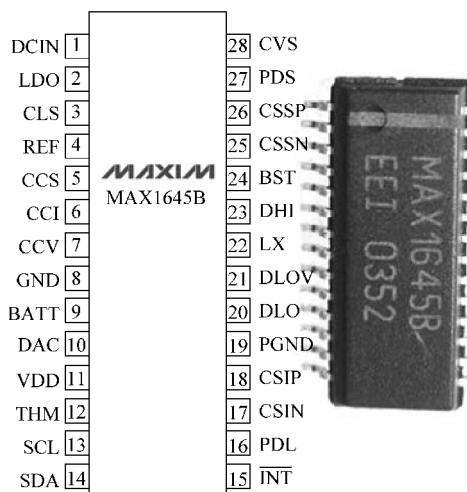 DCIN 1 28 CVS
LDO 2 27 PDS
CLS 3 26 CSSP
REF 4 25 CSSN
MAXIM
MAX1645B
CCS 5 24 BST
CCI 6 23 DHI
CCV 7 22 LX
GND 8 21 DLOV
BATT 9 20 DLO
DAC 10 19 PGND
VDD 11 18 CSIP
THM 12 17 CSIN
SCL 13 16 PDL
SDA 14 15 INT
MAX1645B
EEI 0352